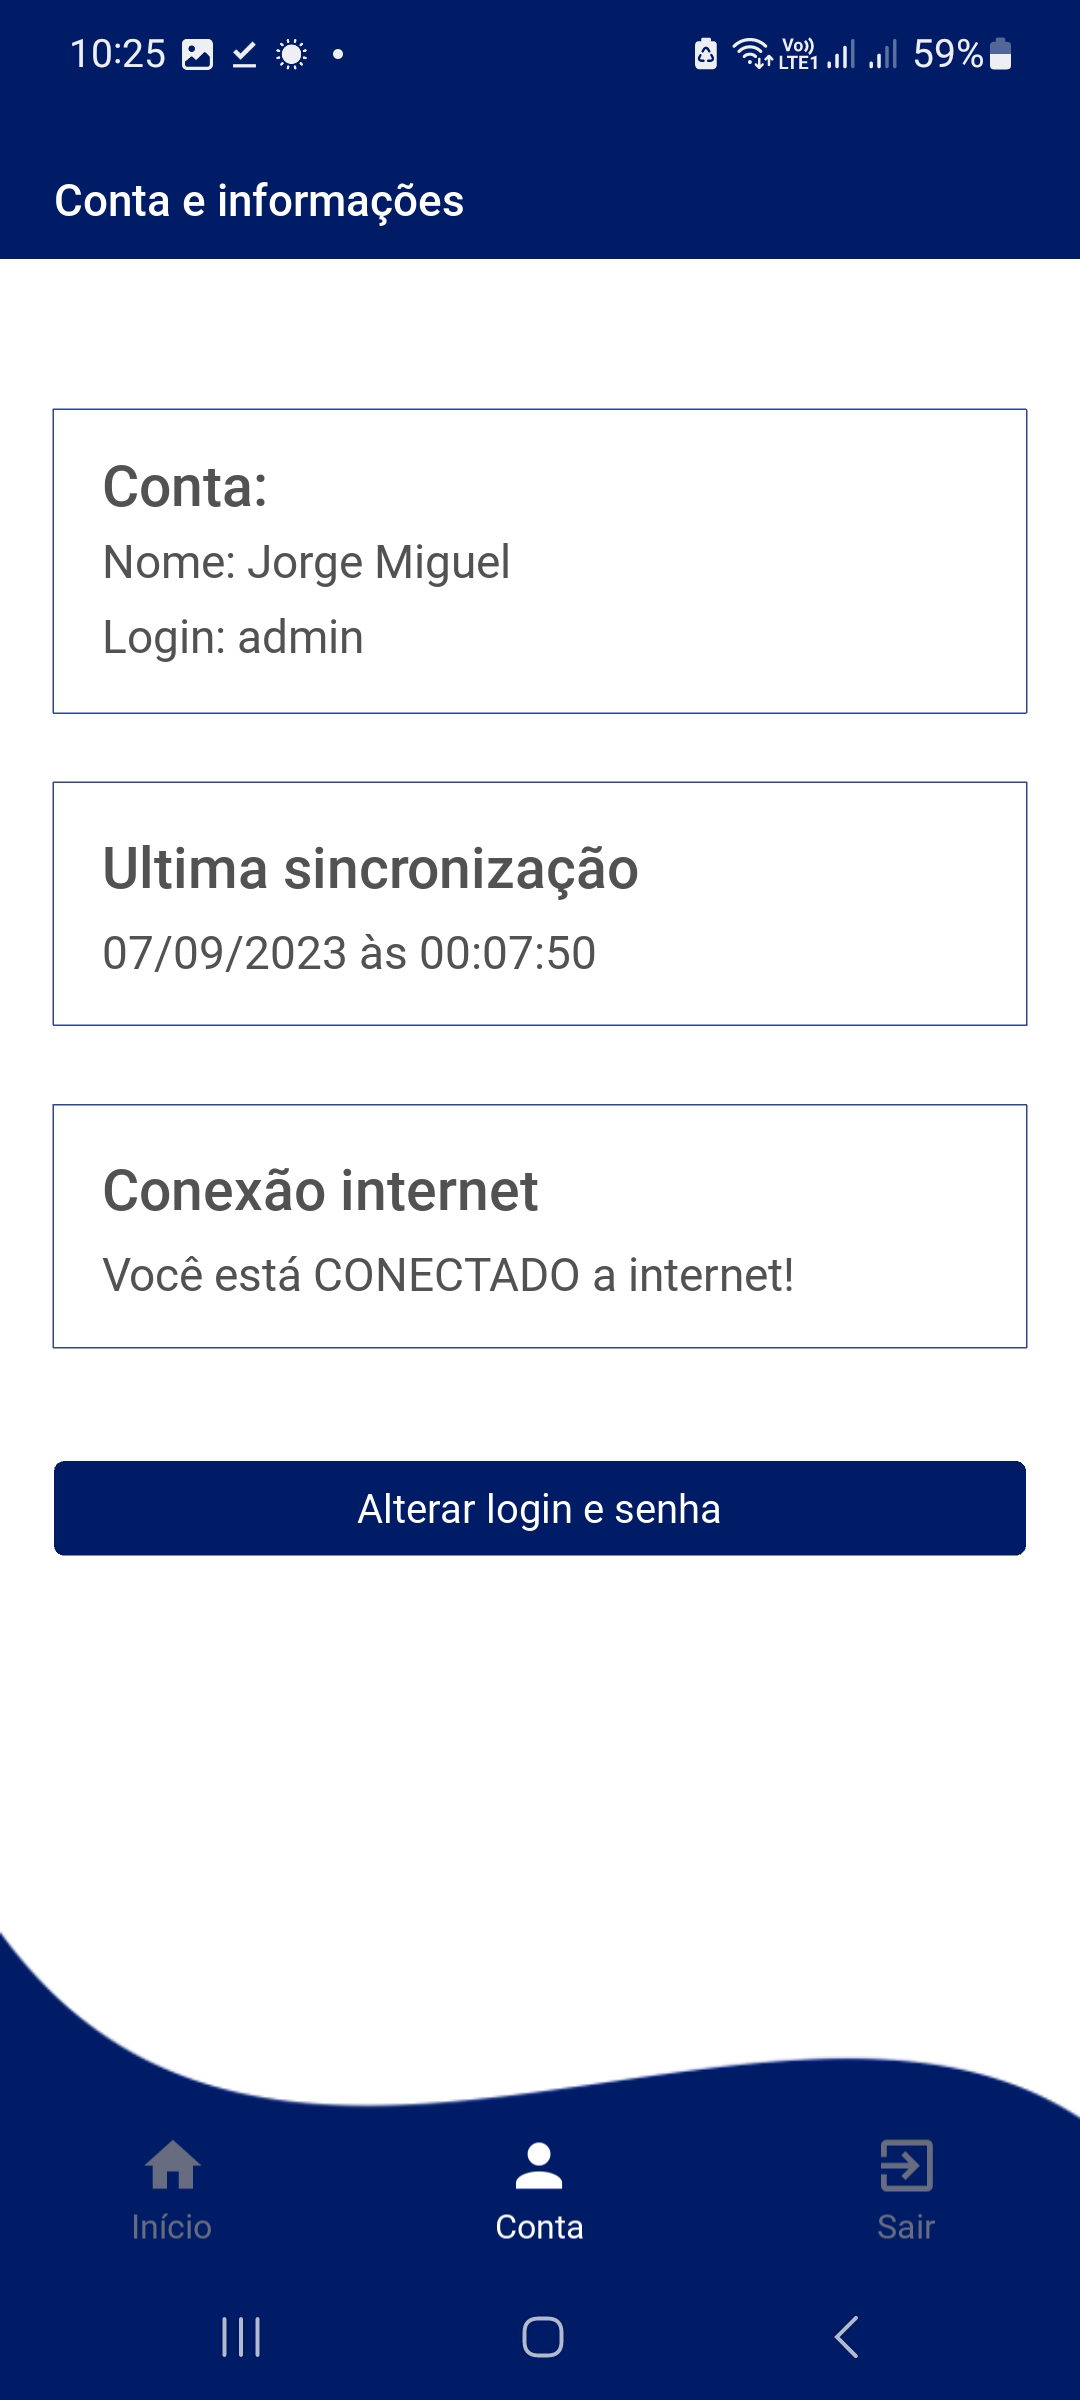 10:25
Vo)) LTE1 59%
Conta e informações
Conta:
Nome: Jorge Miguel
Login: admin
Ultima sincronização
07/09/2023 às 00:07:50
Conexão internet
Você está CONECTADO a internet!
Alterar login e senha
Início
Conta
Sair